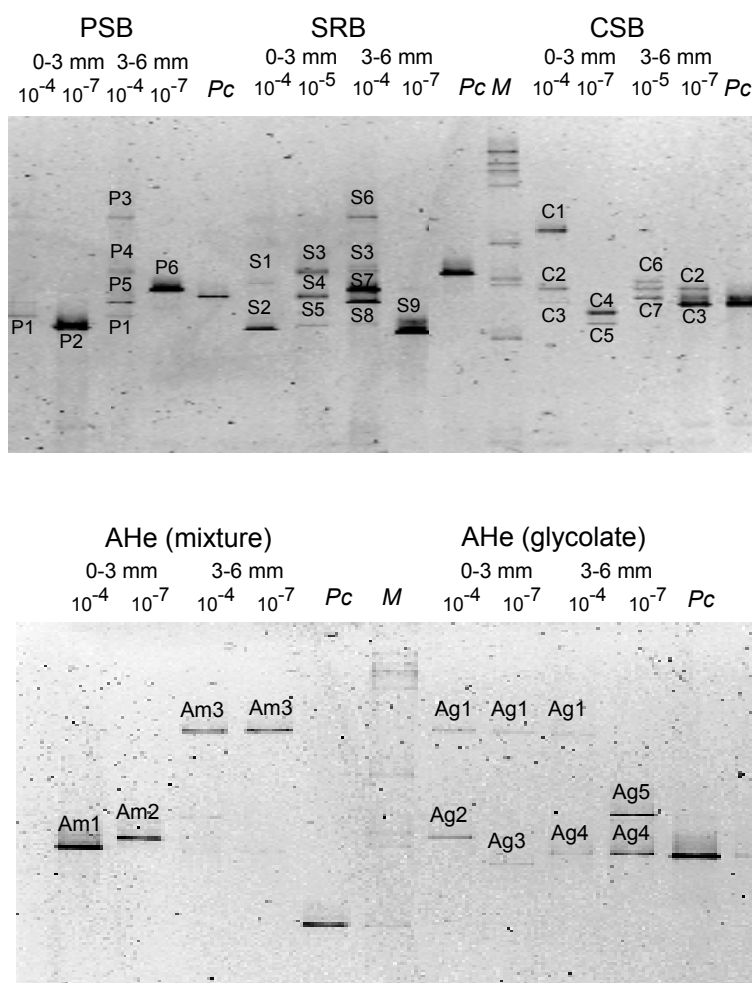 PSB SRB CSB
0-3 mm 3-6 mm 0-3 mm 3-6 mm 0-3 mm 3-6 mm
10-4 10-7 10-4 10-7 Pc 10-4 10-5 10-4 10-7 Pc M 10-4 10-7 10-5 10-7 Pc
P3 S6
C1
P4 S1 S3 S3 C6 C2
P5 P6 S4 S7 C2
P1 P2 P1 S2 S5 S8 S9 C3 C4 C7 C3
C5
AHe (mixture) AHe (glycolate)
0-3 mm 3-6 mm 0-3 mm 3-6 mm
10-4 10-7 10-4 10-7 Pc M 10-4 10-7 10-4 10-7 Pc
Am3 Am3 Ag1 Ag1 Ag1
Ag5
Am1 Am2 Ag2 Ag3 Ag4 Ag4